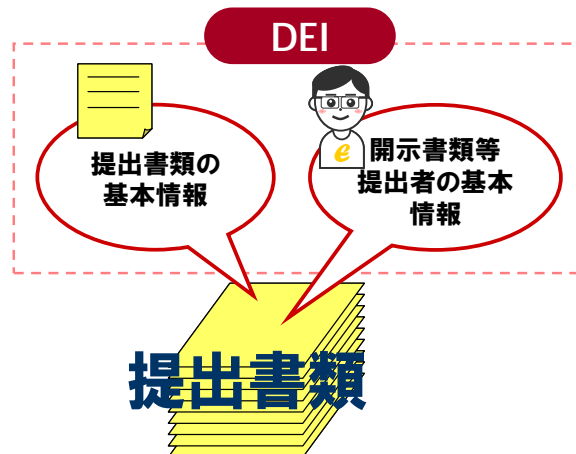 DEI
提出書類の
基本情報
e
開示書類等
提出者の基本
情報
提出書類